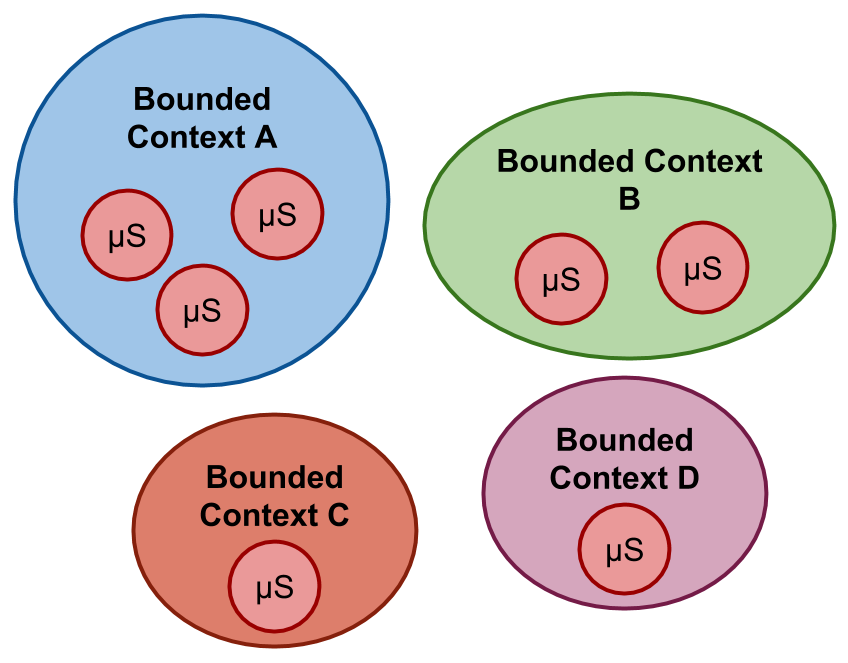 Bounded
Context A
μS
μS
μS
Bounded Context
B
μS
μS
Bounded
Context C
μS
Bounded
Context D
μS